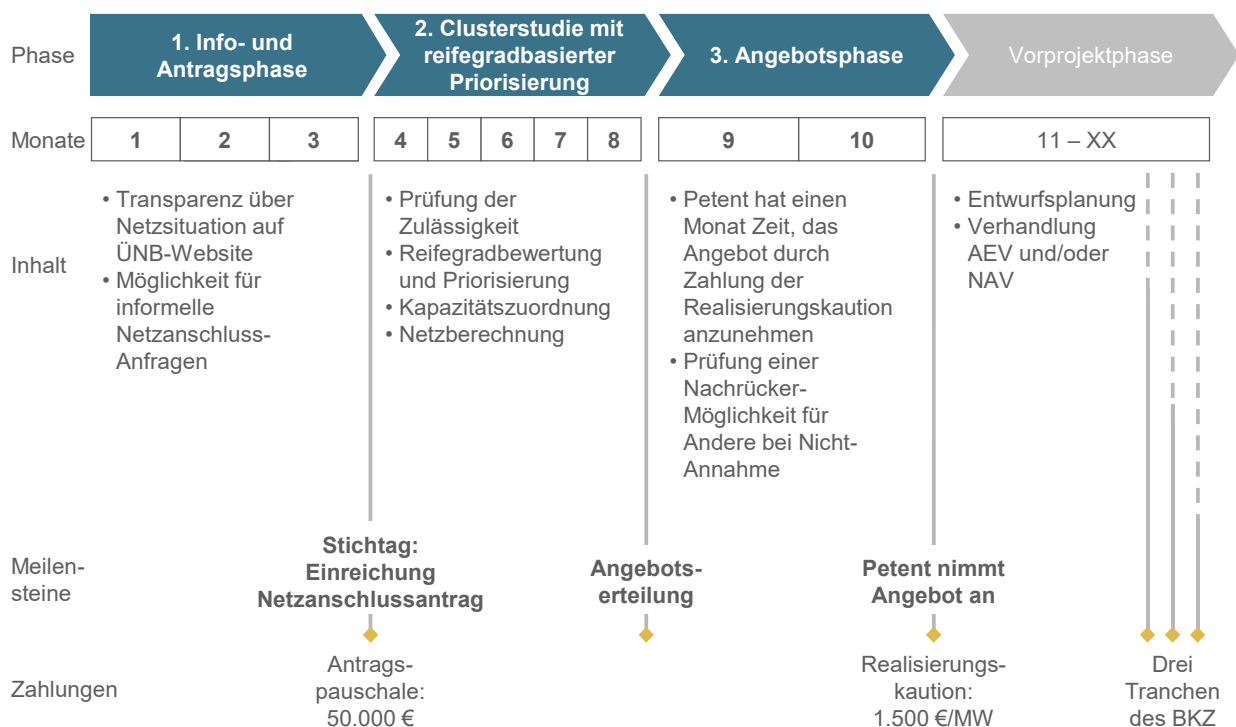 Phase
1. Info- und
Antragsphase
2. Clusterstudie mit
reifegradbasierter
Priorisierung
3. Angebotsphase
Vorprojektphase
Monate
1
2
3
4
5
6
7
8
9
10
11 – XX
Inhalt
• Transparenz über
Netzsituation auf
ÜNB-Website
• Möglichkeit für
informelle
Netzanschluss-
Anfragen
• Prüfung der
Zulässigkeit
• Reifegradbewertung
und Priorisierung
• Kapazitätszuordnung
• Netzberechnung
• Petent hat einen
Monat Zeit, das
Angebot durch
Zahlung der
Realisierungskaution
anzunehmen
• Prüfung einer
Nachrücker-
Möglichkeit für
Andere bei Nicht-
Annahme
• Entwurfsplanung
• Verhandlung
AEV und/oder
NAV
Meilen-
steine
Stichtag:
Einreichung
Netzanschlussantrag
Angebots-
erteilung
Petent nimmt
Angebot an
Zahlungen
Antrags-
pauschale:
50.000 €
Realisierungs-
kaution:
1.500 €/MW
Drei
Tranchen
des BKZ